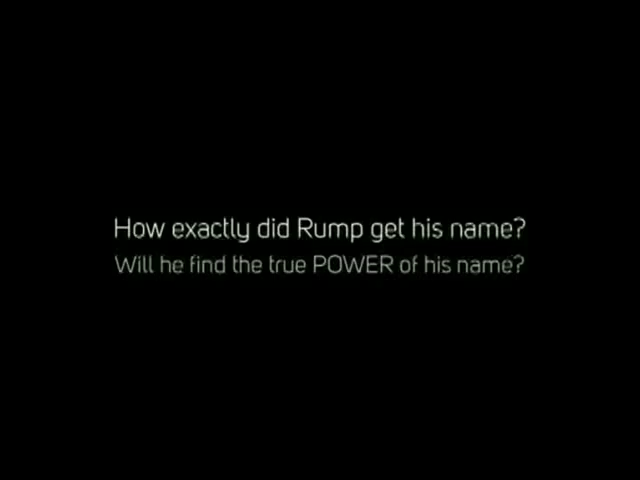 How exactly did Rump get his name?
Will he find the true POWER of his name?